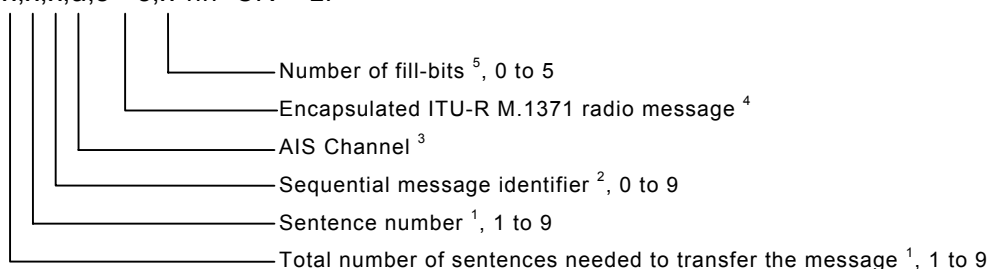 Number of fill-bits ⁵, 0 to 5
Encapsulated ITU-R M.1371 radio message ⁴
AIS Channel ³
Sequential message identifier ², 0 to 9
Sentence number ¹, 1 to 9
Total number of sentences needed to transfer the message ¹, 1 to 9